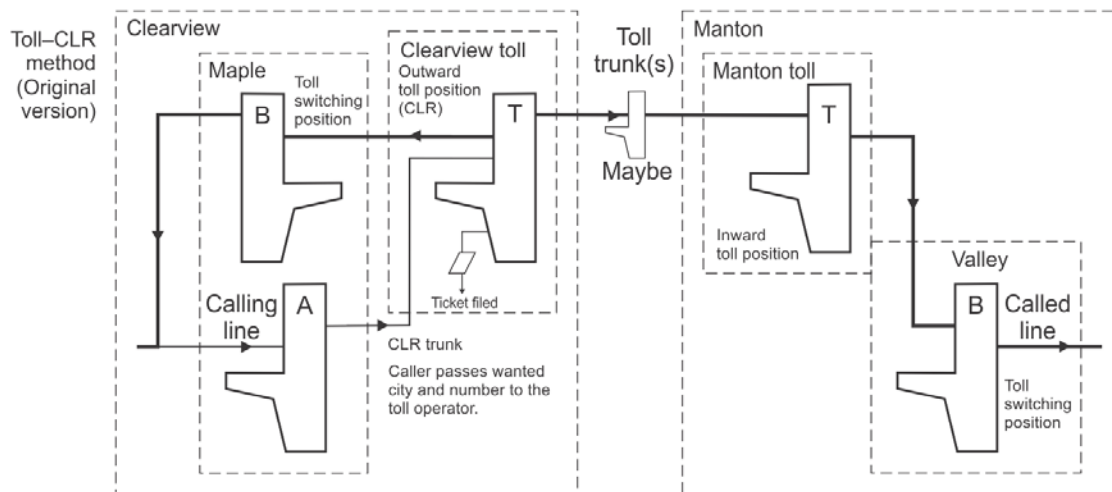 Toll–CLR
method
(Original
version)
Clearview
Maple
B
Toll
switching
position
Clearview toll
Outward
toll position
(CLR)
T
Ticket filed
Calling
line
A
CLR trunk
Caller passes wanted
city and number to the
toll operator.
Toll
trunk(s)
Maybe
Manton
Manton toll
T
Inward
toll position
Valley
B
Called
line
Toll
switching
position